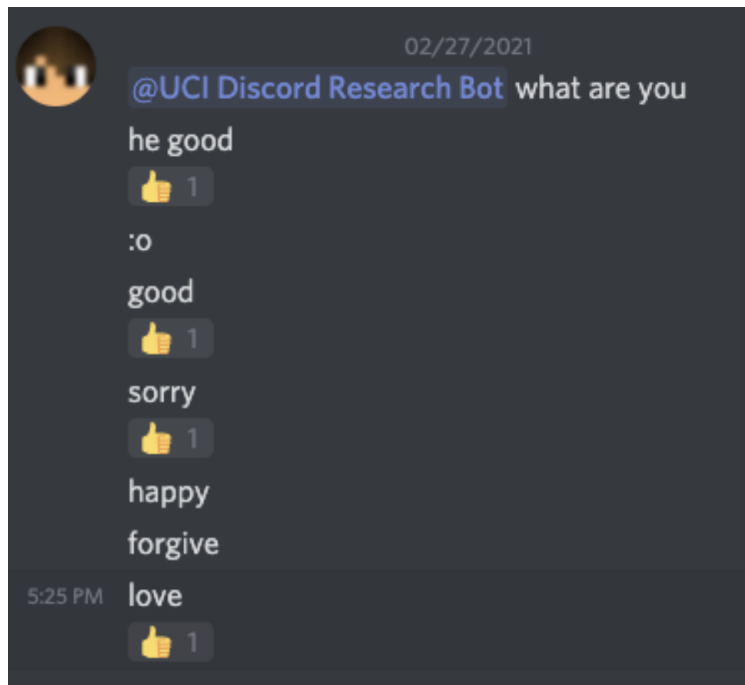 02/27/2021
@UCI Discord Research Bot what are you
he good
👍 1
:o
good
👍 1
sorry
👍 1
happy
forgive
5:25 PM love
👍 1